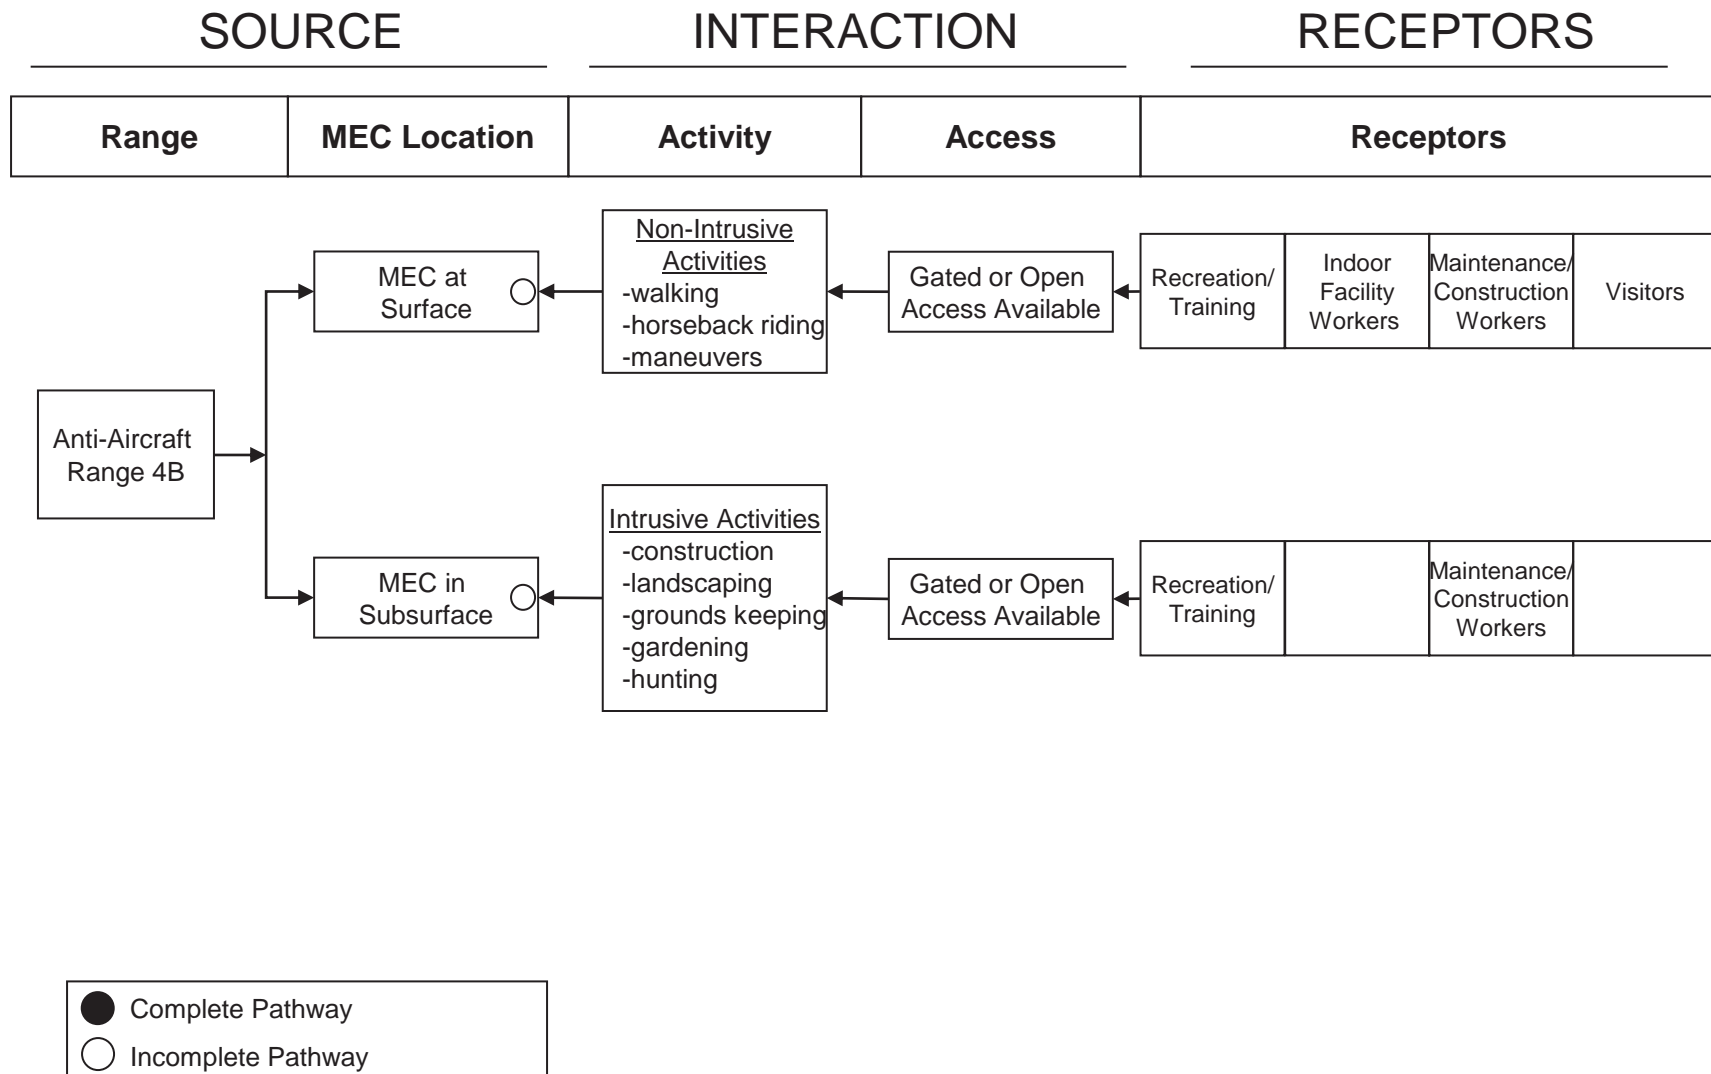 SOURCE
INTERACTION
RECEPTORS
Range
MEC Location
Activity
Access
Receptors
Non-Intrusive
Activities
-walking
-horseback riding
-maneuvers
MEC at
Surface
Gated or Open
Access Available
Recreation/
Training
Indoor
Facility
Workers
Maintenance/
Construction
Workers
Visitors
Anti-Aircraft
Range 4B
Intrusive Activities
-construction
-landscaping
-grounds keeping
-gardening
-hunting
MEC in
Subsurface
Gated or Open
Access Available
Recreation/
Training
Maintenance/
Construction
Workers
Complete Pathway
Incomplete Pathway